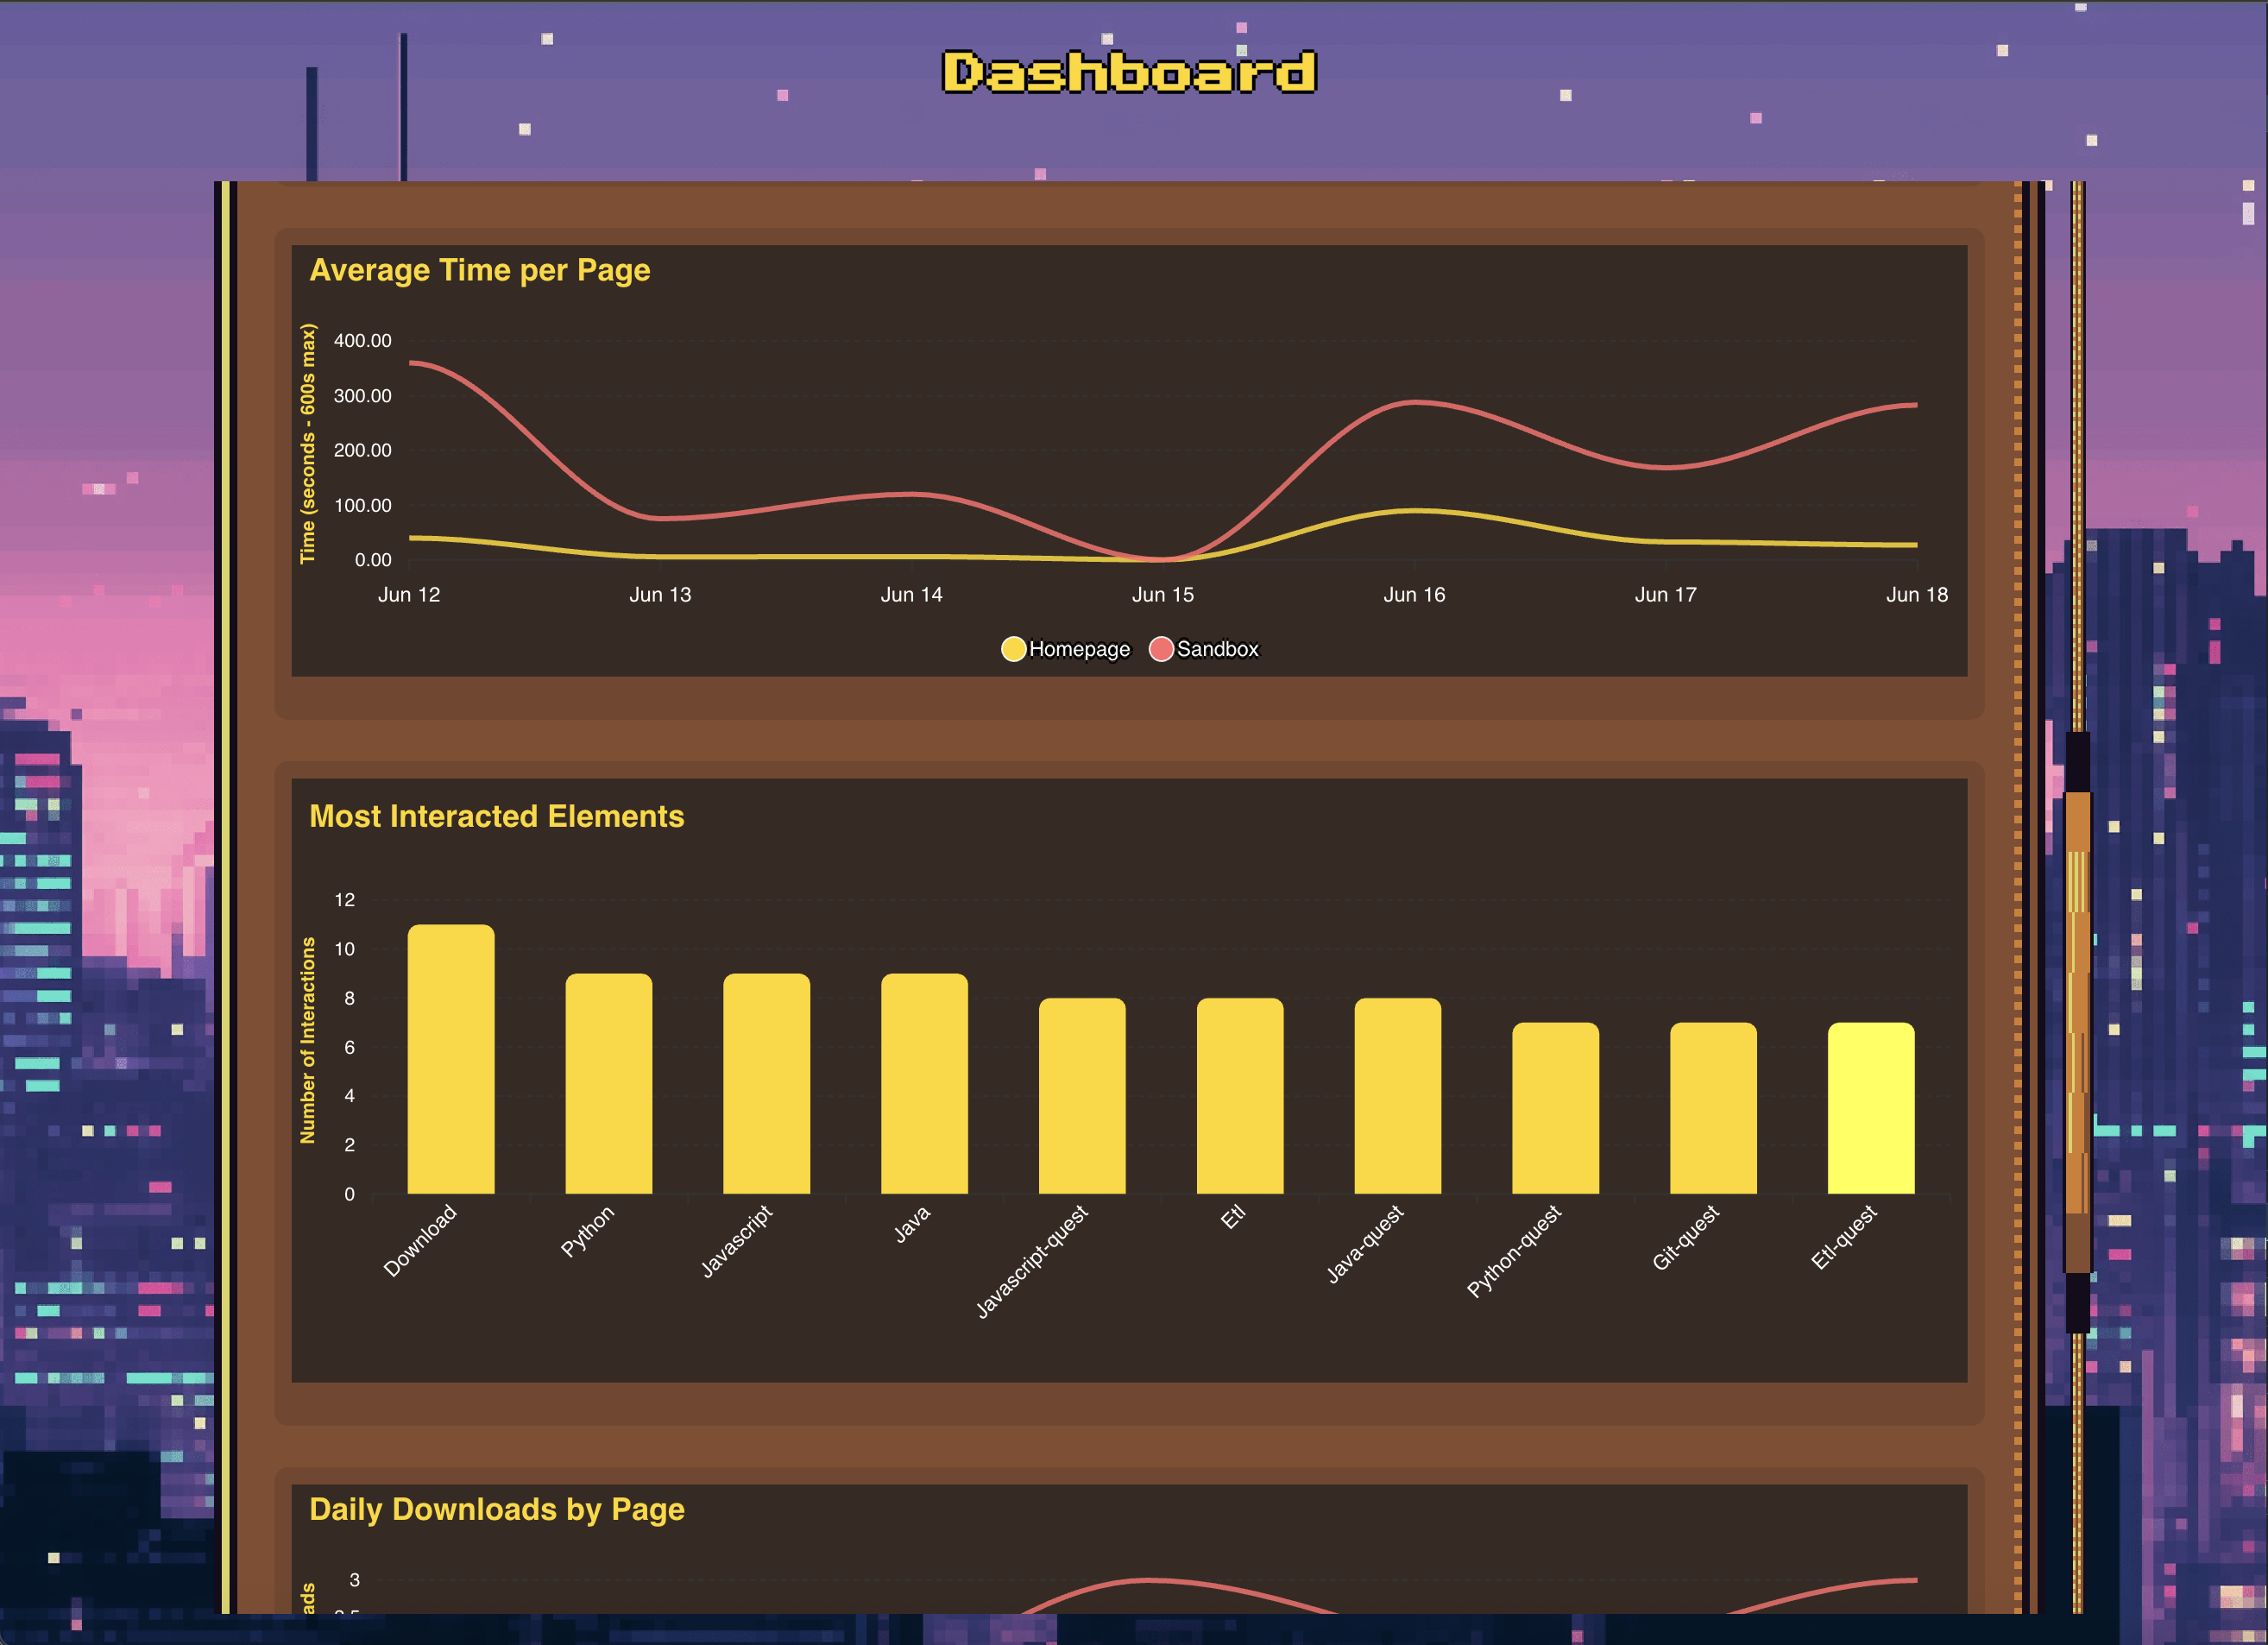 Dashboard
Average Time per Page
Time (seconds - 600s max)
400.00
300.00
200.00
100.00
0.00
Jun 12 Jun 13 Jun 14 Jun 15 Jun 16 Jun 17 Jun 18
Homepage Sandbox
Most Interacted Elements
Number of Interactions
12
10
8
6
4
2
0
Download Python Javascript Java Javascript-quest Etl Java-quest Python-quest Git-quest Etl-quest
Daily Downloads by Page
3